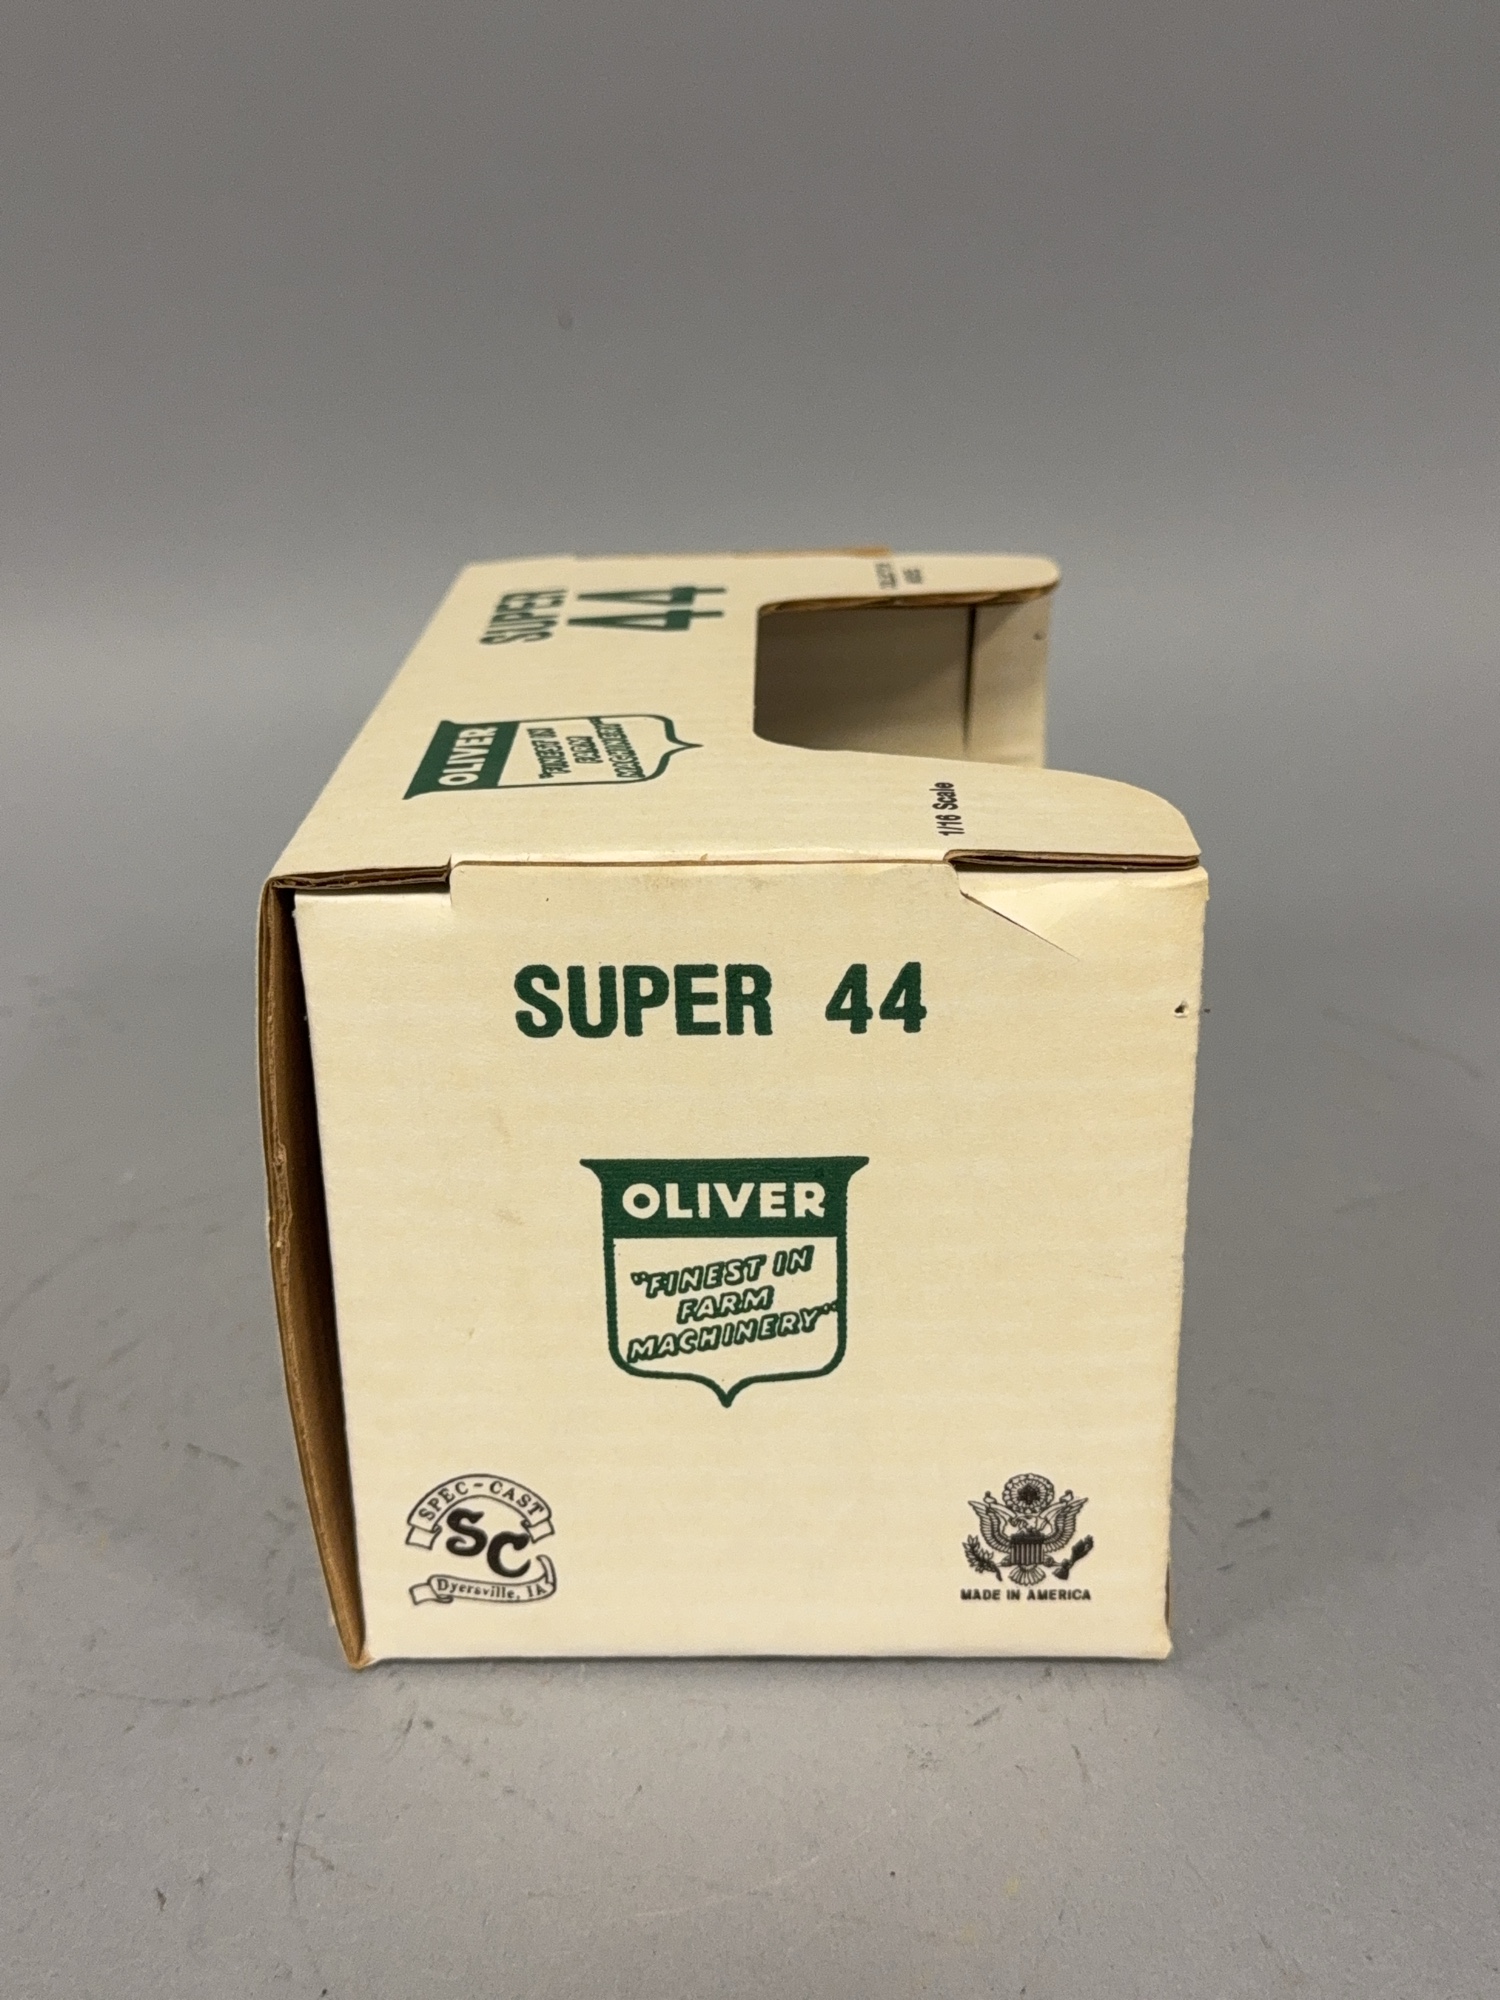 SUPER
44
OLIVER
"FINEST IN
FARM
MACHINERY"
1/16 Scale
SUPER 44
OLIVER
"FINEST IN
FARM
MACHINERY"
SPEC-CAST
SC
Dyersville, IA
MADE IN AMERICA